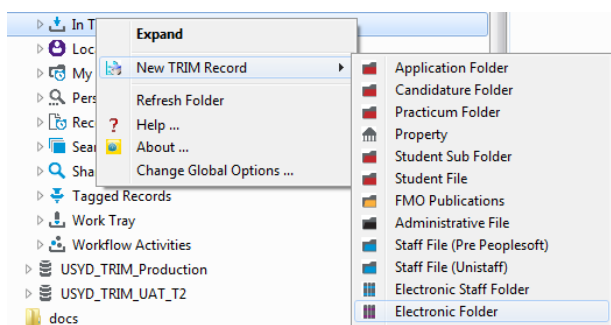 In T
Loc
My
Pers
Rec
Sear
Sha
Tagged Records
Work Tray
Workflow Activities
USYD_TRIM_Production
USYD_TRIM_UAT_T2
docs
Expand
New TRIM Record
Refresh Folder
? Help ...
About ...
Change Global Options ...
Application Folder
Candidature Folder
Practicum Folder
Property
Student Sub Folder
Student File
FMO Publications
Administrative File
Staff File (Pre Peoplesoft)
Staff File (Unistaff)
Electronic Staff Folder
Electronic Folder